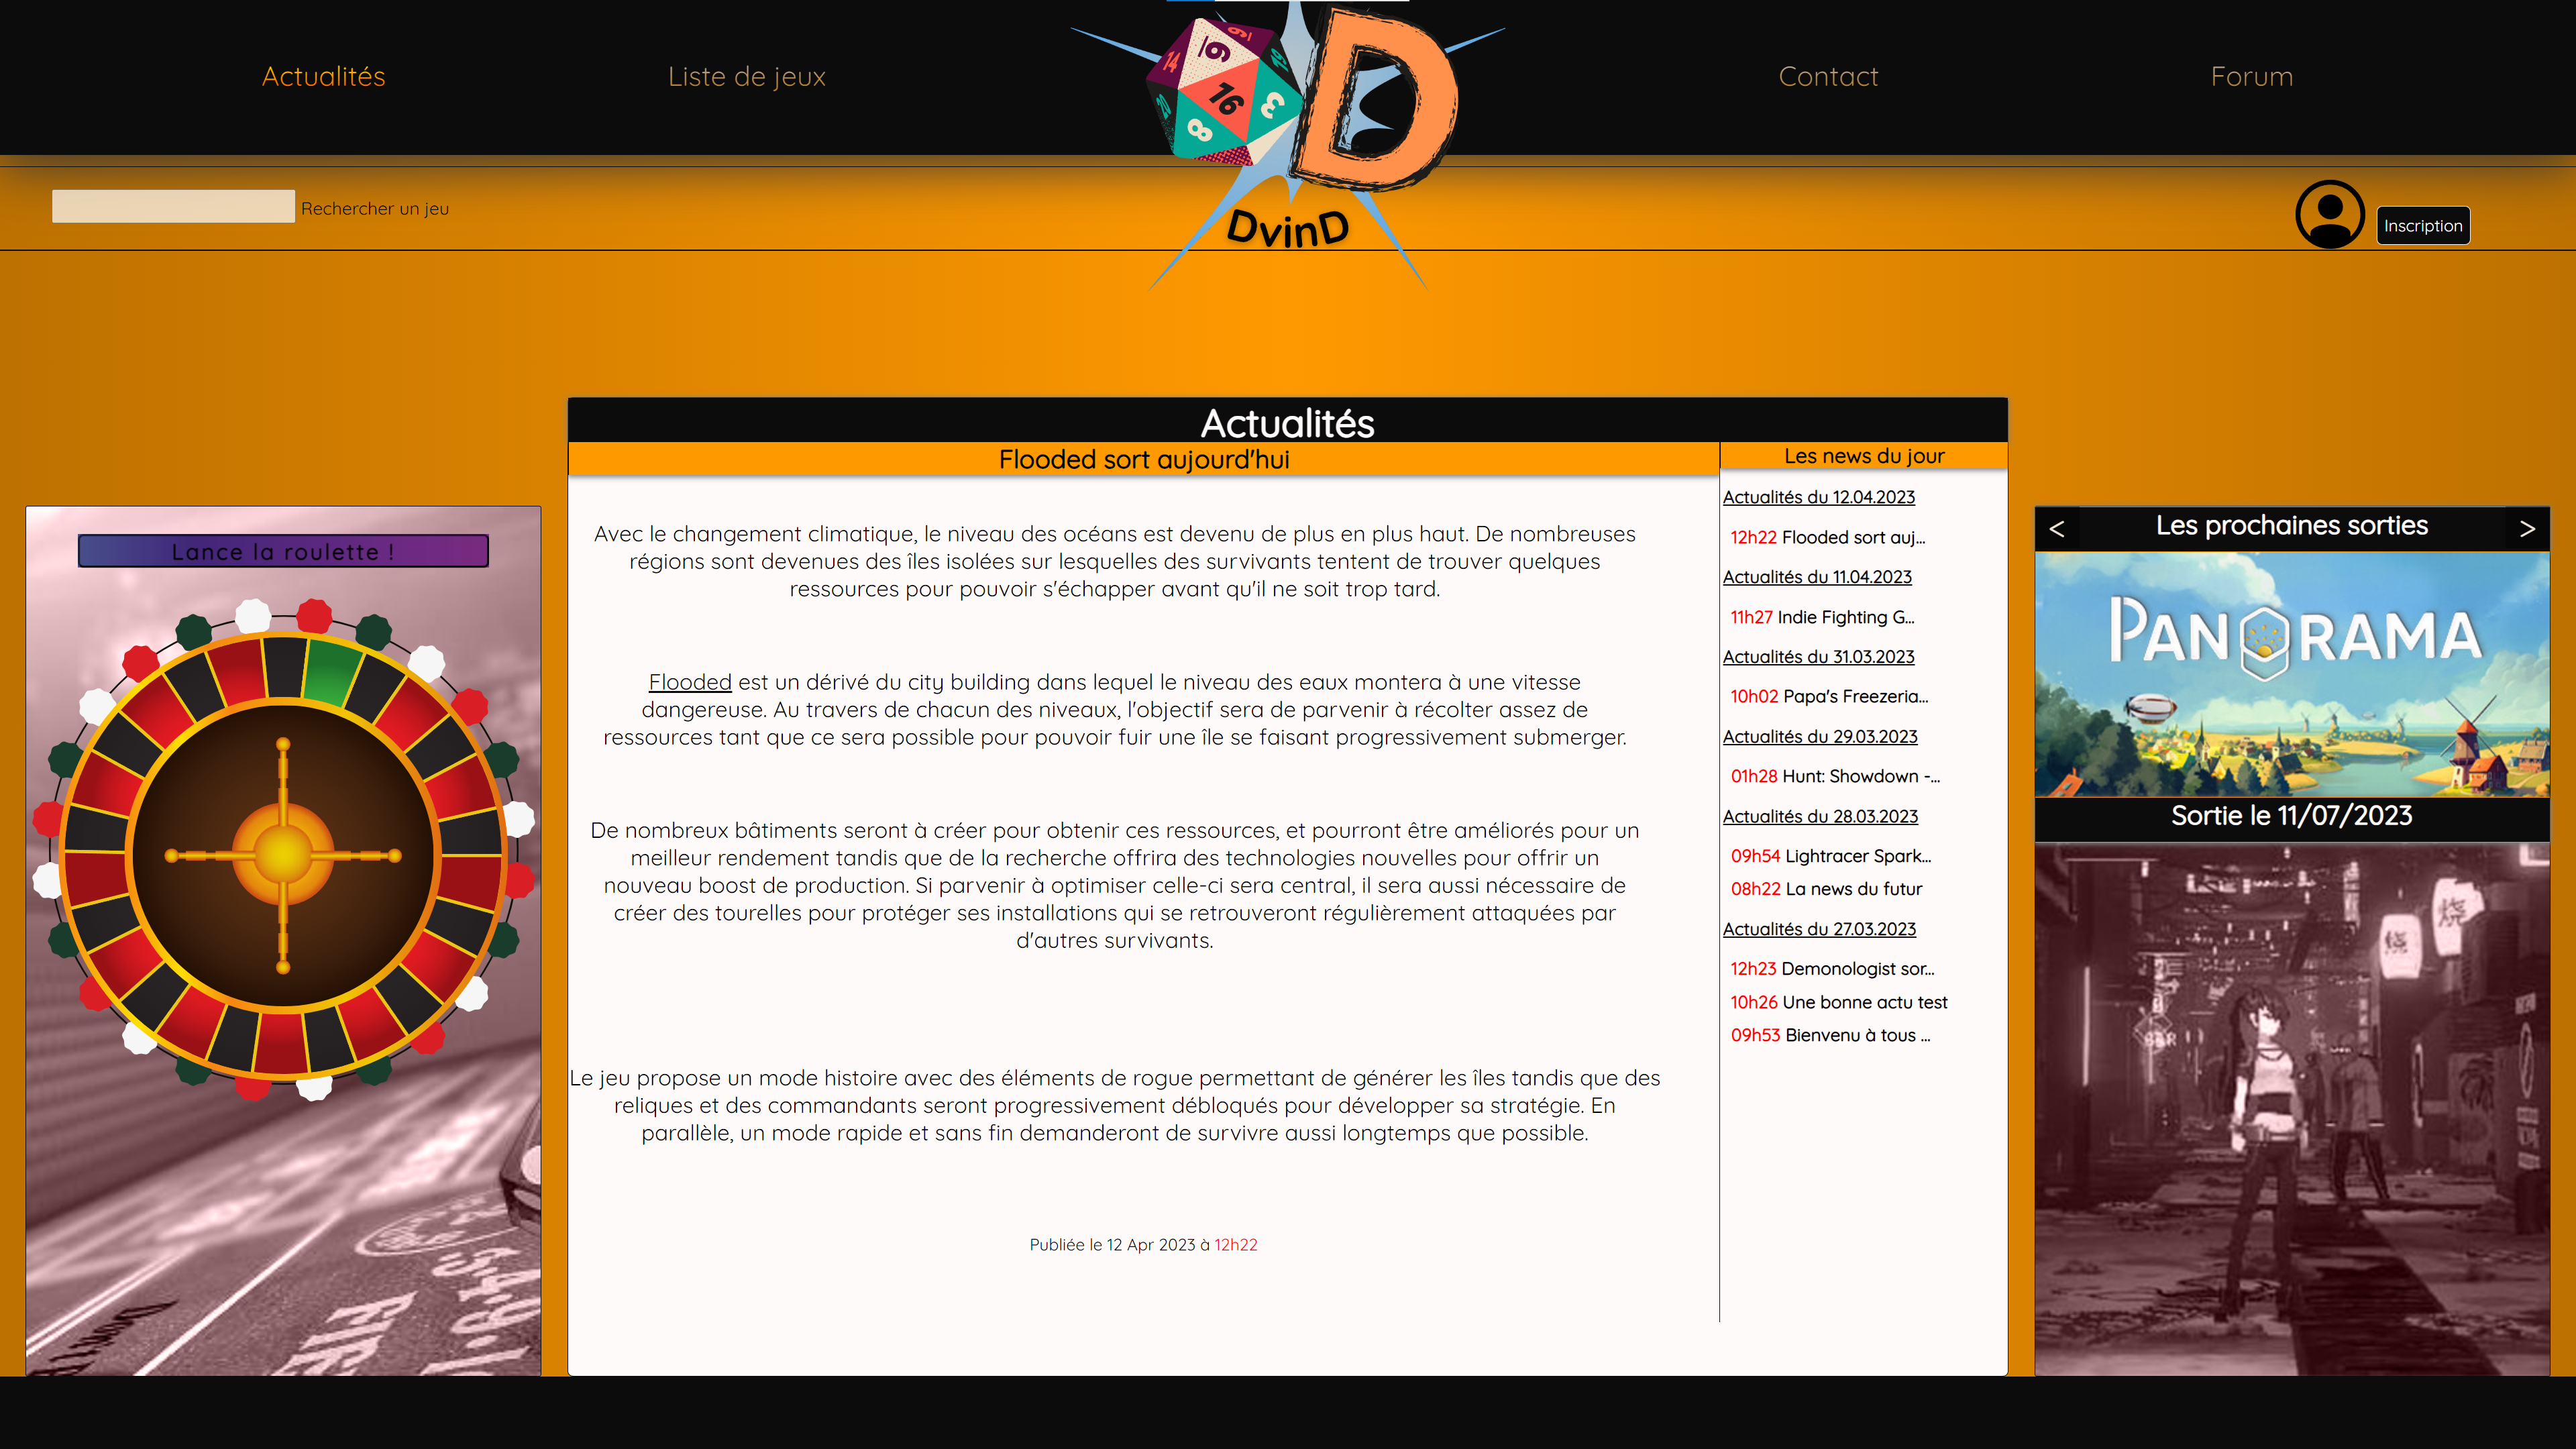 Actualités
Liste de jeux
Contact
Forum
14
19
16
3
8
D
DvinD
Rechercher un jeu
Inscription
Actualités
Flooded sort aujourd'hui
Les news du jour
Avec le changement climatique, le niveau des océans est devenu de plus en plus haut. De nombreuses
régions sont devenues des îles isolées sur lesquelles des survivants tentent de trouver quelques
ressources pour pouvoir s'échapper avant qu'il ne soit trop tard.
Flooded est un dérivé du city building dans lequel le niveau des eaux montera à une vitesse
dangereuse. Au travers de chacun des niveaux, l'objectif sera de parvenir à récolter assez de
ressources tant que ce sera possible pour pouvoir fuir une île se faisant progressivement submerger.
De nombreux bâtiments seront à créer pour obtenir ces ressources, et pourront être améliorés pour un
meilleur rendement tandis que de la recherche offrira des technologies nouvelles pour offrir un
nouveau boost de production. Si parvenir à optimiser celle-ci sera central, il sera aussi nécessaire de
créer des tourelles pour protéger ses installations qui se retrouveront régulièrement attaquées par
d'autres survivants.
Le jeu propose un mode histoire avec des éléments de rogue permettant de générer les îles tandis que des
reliques et des commandants seront progressivement débloqués pour développer sa stratégie. En
parallèle, un mode rapide et sans fin demanderont de survivre aussi longtemps que possible.
Publiée le 12 Apr 2023 à 12h22
Actualités du 12.04.2023
12h22 Flooded sort auj...
Actualités du 11.04.2023
11h27 Indie Fighting G...
Actualités du 31.03.2023
10h02 Papa's Freezeria...
Actualités du 29.03.2023
01h28 Hunt: Showdown -...
Actualités du 28.03.2023
09h54 Lightracer Spark...
08h22 La news du futur
Actualités du 27.03.2023
12h23 Demonologist sor...
10h26 Une bonne actu test
09h53 Bienvenu à tous ...
Lance la roulette !
< Les prochaines sorties >
PANORAMA
Sortie le 11/07/2023
烧